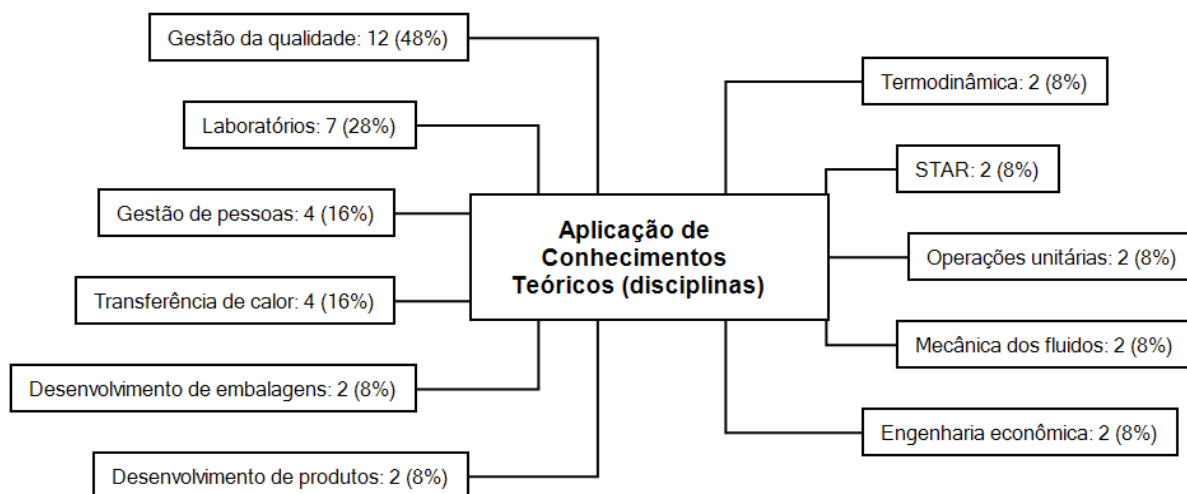 Gestão da qualidade: 12 (48%)
Laboratórios: 7 (28%)
Gestão de pessoas: 4 (16%)
Transferência de calor: 4 (16%)
Desenvolvimento de embalagens: 2 (8%)
Desenvolvimento de produtos: 2 (8%)
Aplicação de
Conhecimentos
Teóricos (disciplinas)
Termodinâmica: 2 (8%)
STAR: 2 (8%)
Operações unitárias: 2 (8%)
Mecânica dos fluidos: 2 (8%)
Engenharia econômica: 2 (8%)